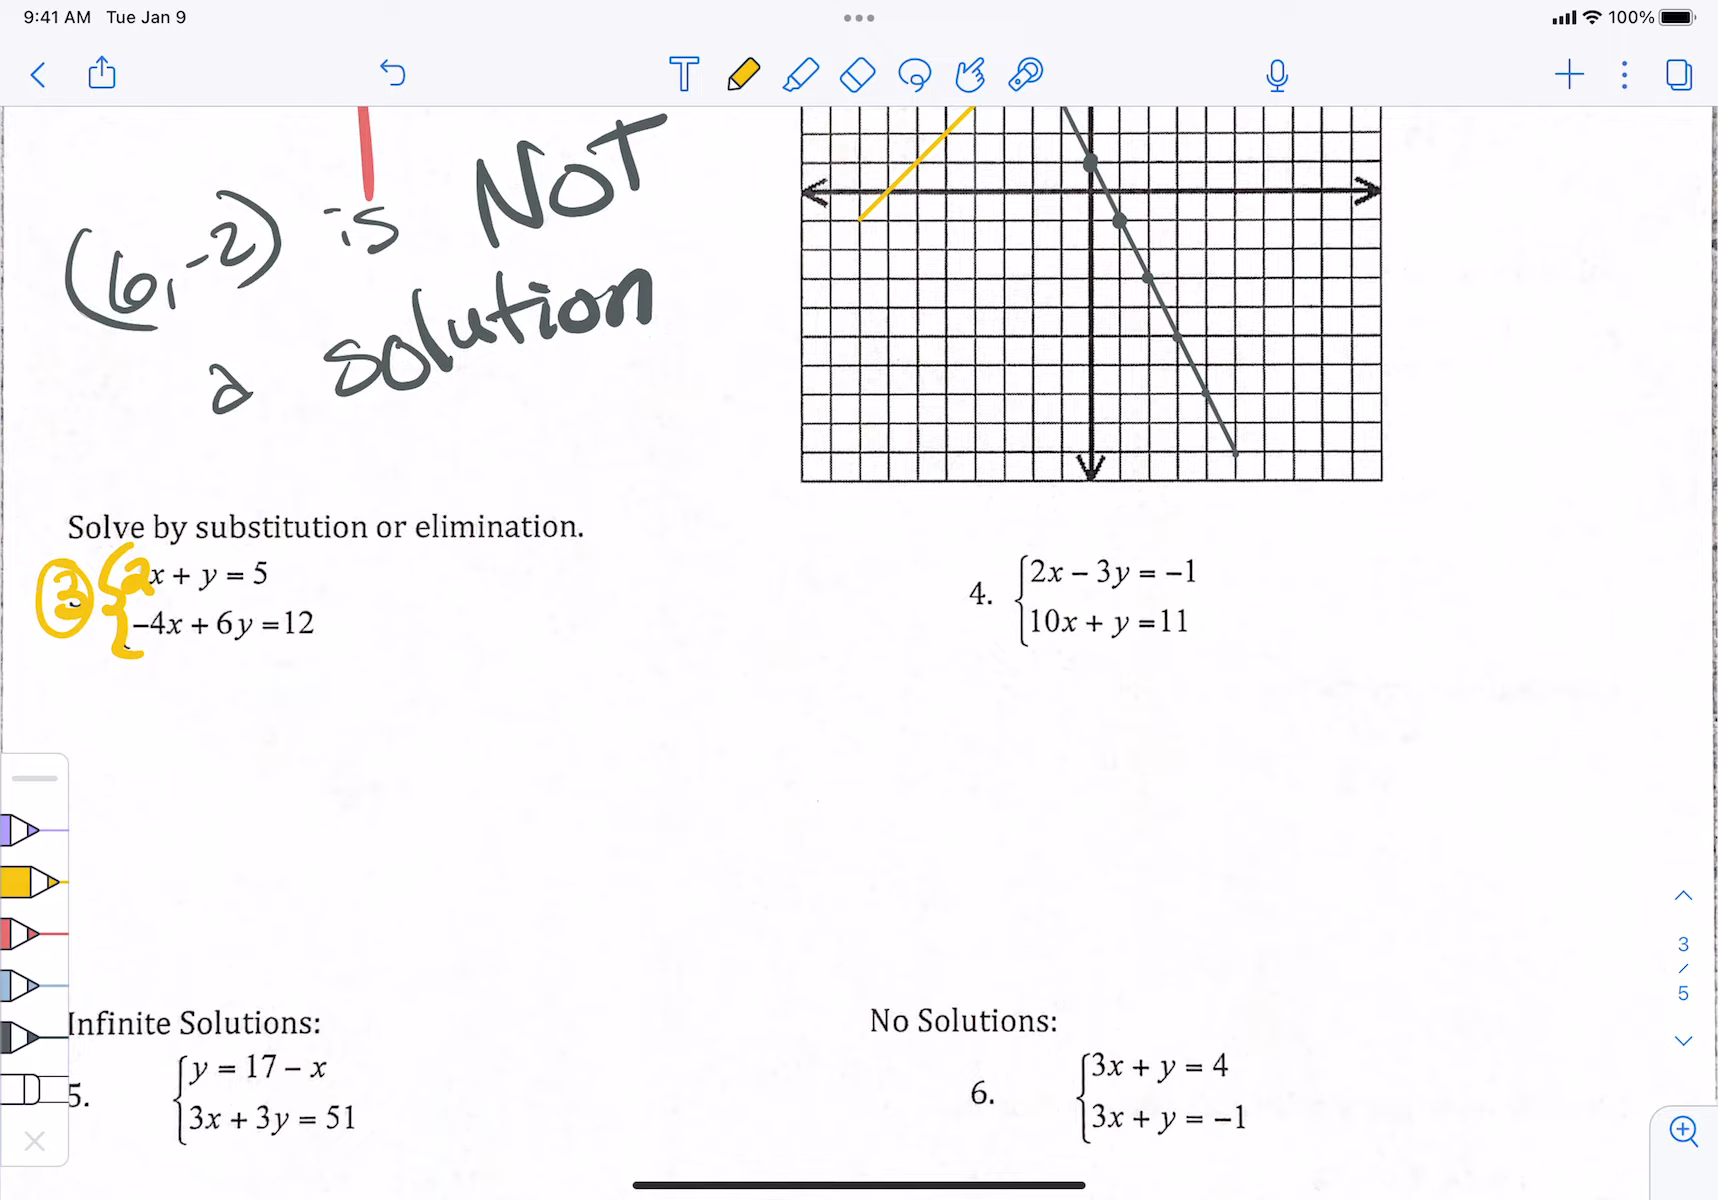 9:41 AM Tue Jan 9
100%
(6,-2) is NOT
a solution
Solve by substitution or elimination.
3
2x + y = 5
-4x + 6y = 12
4.
2x – 3y = –1
10x + y = 11
Infinite Solutions:
5.
y = 17 – x
3x + 3y = 51
No Solutions:
6.
3x + y = 4
3x + y = –1
3
/
5